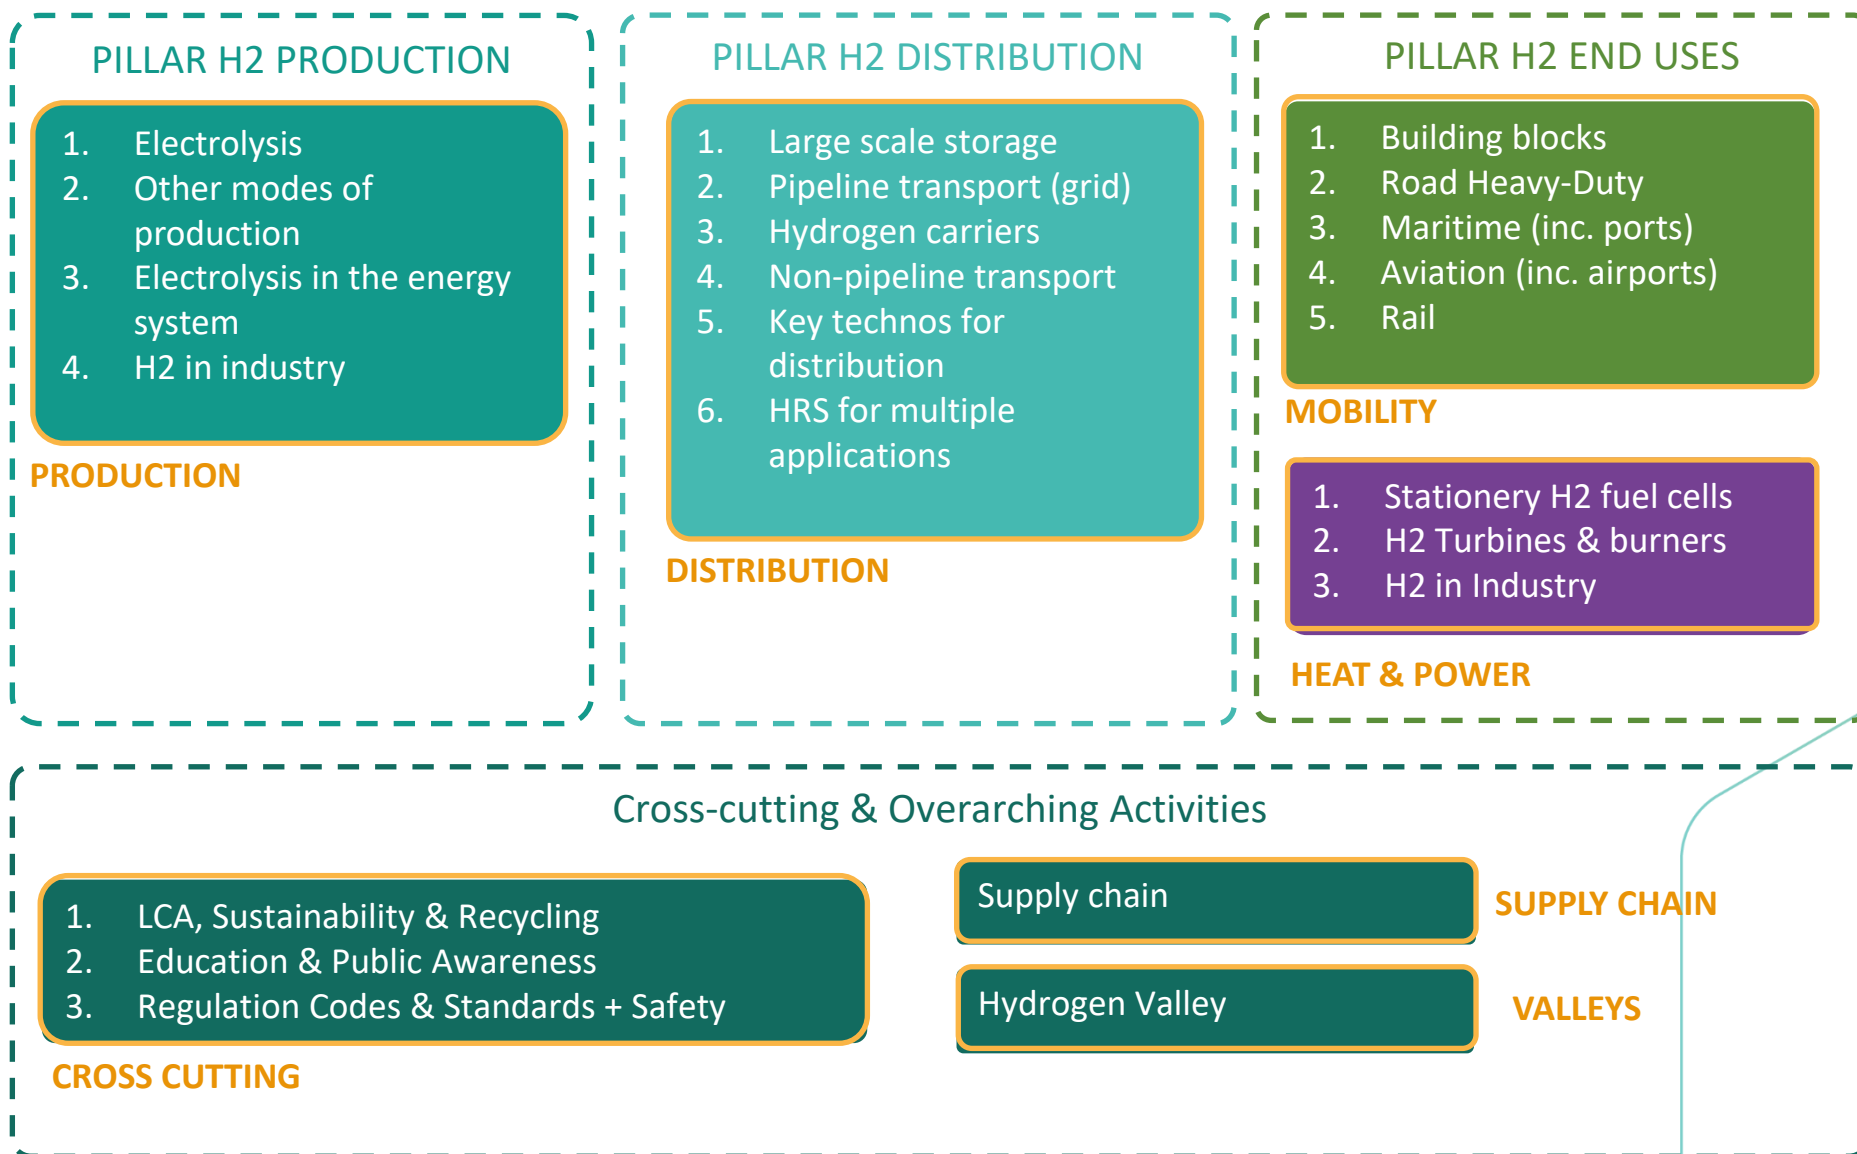 PILLAR H2 PRODUCTION
1. Electrolysis
2. Other modes of
production
3. Electrolysis in the energy
system
4. H2 in industry
PRODUCTION
PILLAR H2 DISTRIBUTION
1. Large scale storage
2. Pipeline transport (grid)
3. Hydrogen carriers
4. Non-pipeline transport
5. Key technos for
distribution
6. HRS for multiple
applications
DISTRIBUTION
PILLAR H2 END USES
1. Building blocks
2. Road Heavy-Duty
3. Maritime (inc. ports)
4. Aviation (inc. airports)
5. Rail
MOBILITY
1. Stationery H2 fuel cells
2. H2 Turbines & burners
3. H2 in Industry
HEAT & POWER
Cross-cutting & Overarching Activities
1. LCA, Sustainability & Recycling
2. Education & Public Awareness
3. Regulation Codes & Standards + Safety
CROSS CUTTING
Supply chain
SUPPLY CHAIN
Hydrogen Valley
VALLEYS